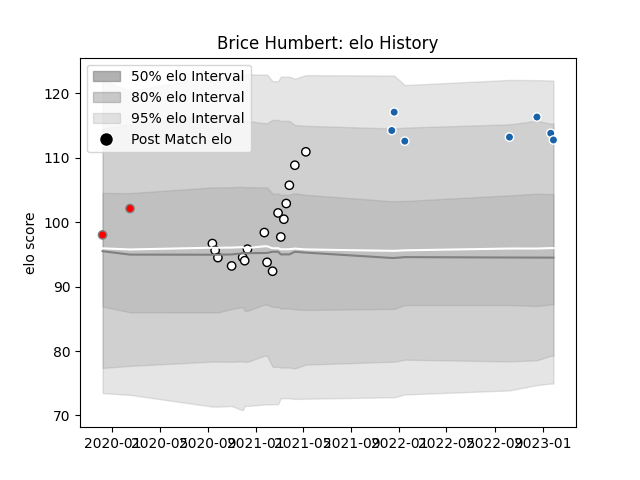 Brice Humbert: elo History
50% elo Interval
80% elo Interval
95% elo Interval
Post Match elo
elo score
120
110
100
90
80
70
2020-01 2020-05 2020-09 2021-01 2021-05 2021-09 2022-01 2022-05 2022-09 2023-01